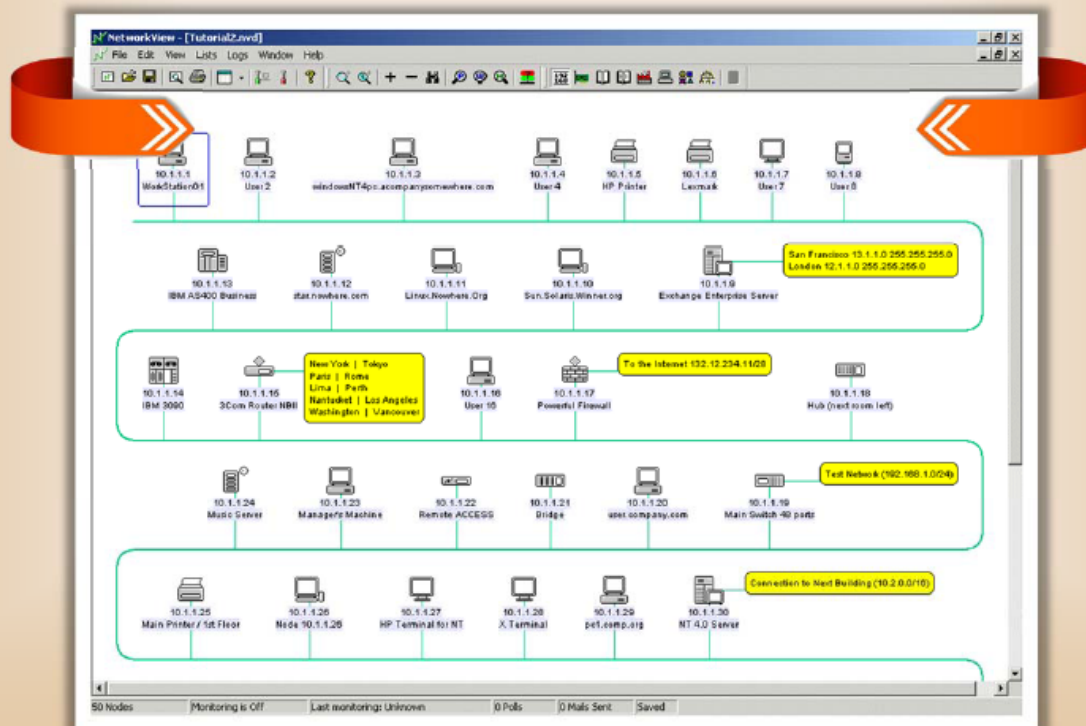 NetworkView - [Tutorial2.nvd]
File Edit View Lists Logs Window Help
10.1.1.1
WorkStation01
10.1.1.2
User 2
10.1.1.3
windowsNT4pc.acompanysomewhere.com
10.1.1.4
User 4
10.1.1.5
HP Printer
10.1.1.6
Lexmark
10.1.1.7
User 7
10.1.1.8
User 8
10.1.1.13
IBM AS400 Business
10.1.1.12
star.nowhere.com
10.1.1.11
Linux.Nowhere.Org
10.1.1.10
Sun.Solaris.Winner.org
10.1.1.9
Exchange Enterprise Server
San Francisco 13.1.1.0 255.255.255.0
London 12.1.1.0 255.255.255.0
10.1.1.14
IBM 3090
10.1.1.15
3Com Router NBII
New York | Tokyo
Paris | Rome
Lima | Perth
Nantucket | Los Angeles
Washington | Vancouver
10.1.1.16
User 16
10.1.1.17
Powerful Firewall
To the Internet 132.12.234.11/28
10.1.1.18
Hub (next room left)
10.1.1.24
Music Server
10.1.1.23
Manager's Machine
10.1.1.22
Remote ACCESS
10.1.1.21
Bridge
10.1.1.20
user.company.com
10.1.1.19
Main Switch 48 ports
Test Network (192.168.1.0/24)
10.1.1.25
Main Printer / 1st Floor
10.1.1.26
Node 10.1.1.26
10.1.1.27
HP Terminal for NT
10.1.1.28
X Terminal
10.1.1.29
pe1.comp.org
10.1.1.30
NT 4.0 Server
Connection to Next Building (10.2.0.0/16)
50 Nodes
Monitoring is Off
Last monitoring: Unknown
0 Polls
0 Mails Sent
Saved